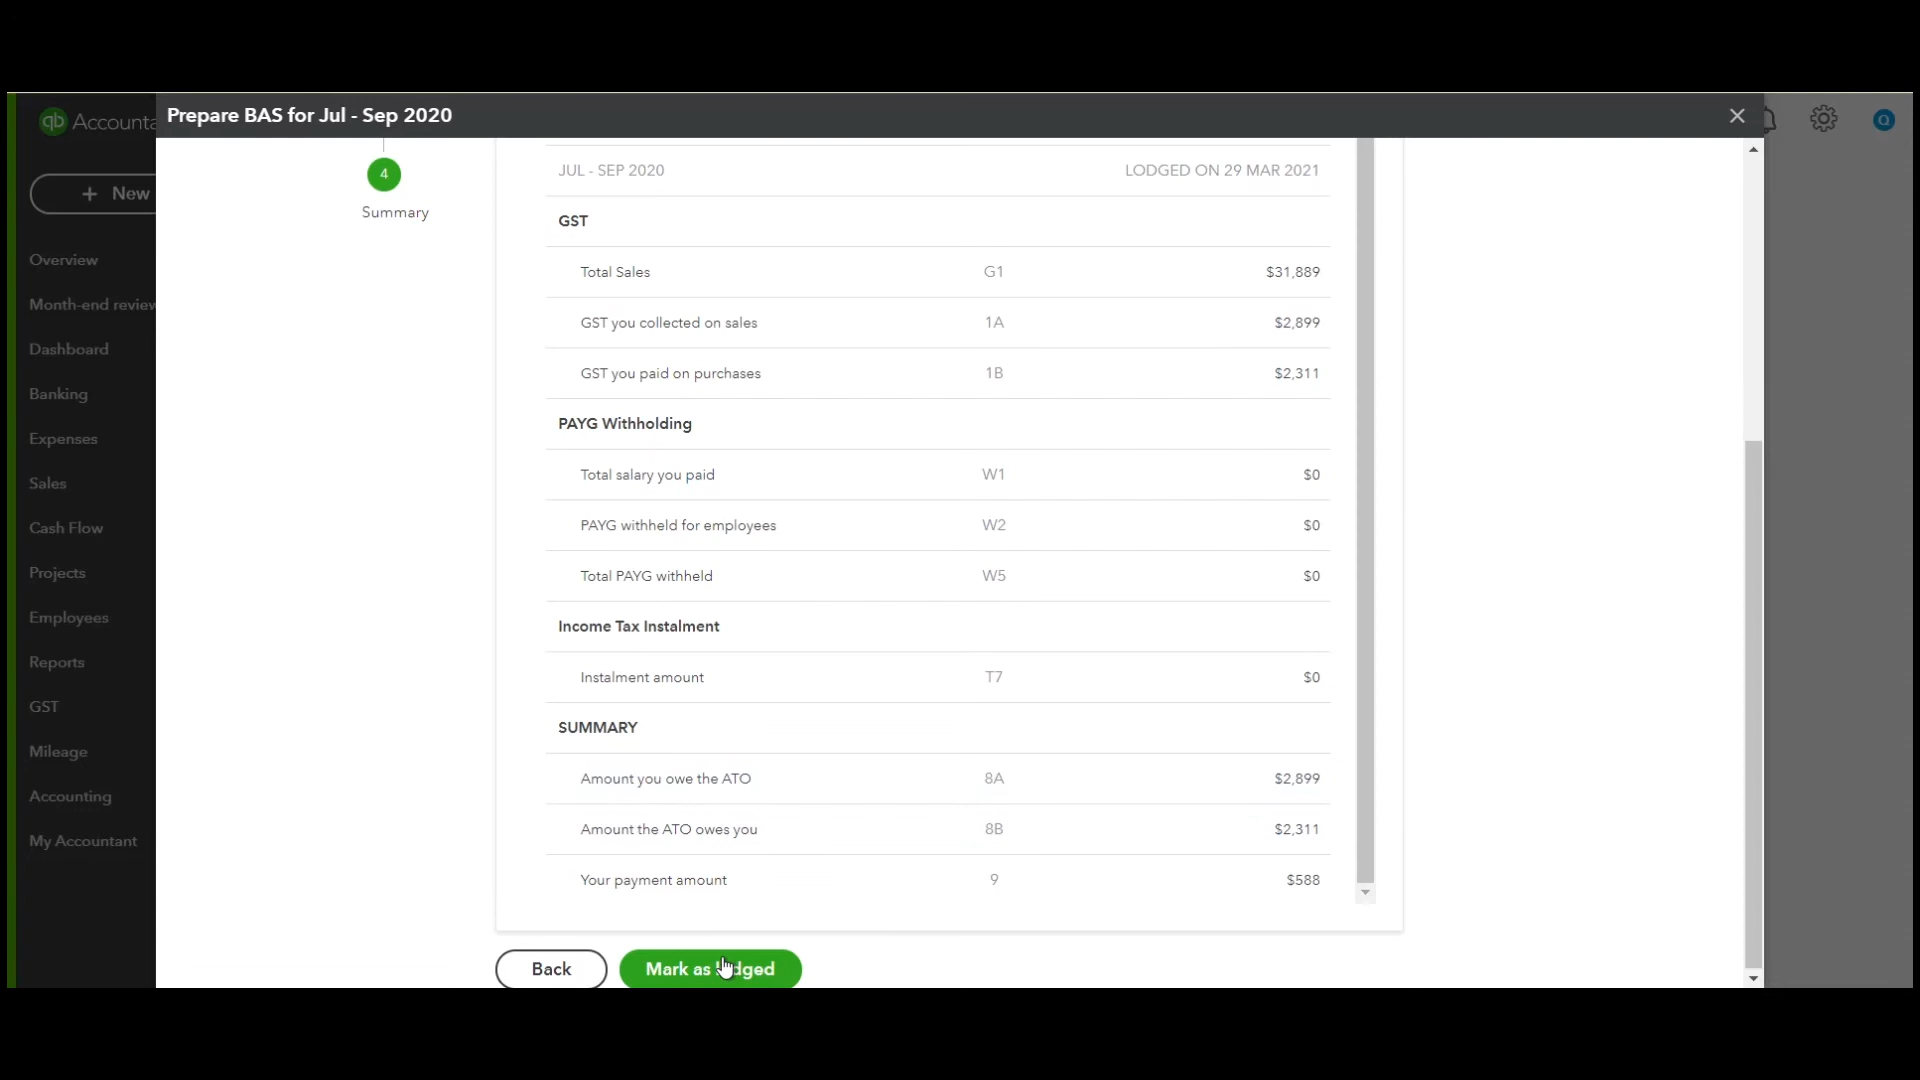 Prepare BAS for Jul - Sep 2020
qb Accounta
Q
+ New
Overview
Month-end review
Dashboard
Banking
Expenses
Sales
Cash Flow
Projects
Employees
Reports
GST
Mileage
Accounting
My Accountant
4
Summary
JUL - SEP 2020 LODGED ON 29 MAR 2021
GST
Total Sales G1 $31,889
GST you collected on sales 1A $2,899
GST you paid on purchases 1B $2,311
PAYG Withholding
Total salary you paid W1 $0
PAYG withheld for employees W2 $0
Total PAYG withheld W5 $0
Income Tax Instalment
Instalment amount T7 $0
SUMMARY
Amount you owe the ATO 8A $2,899
Amount the ATO owes you 8B $2,311
Your payment amount 9 $588
Back Mark as lodged